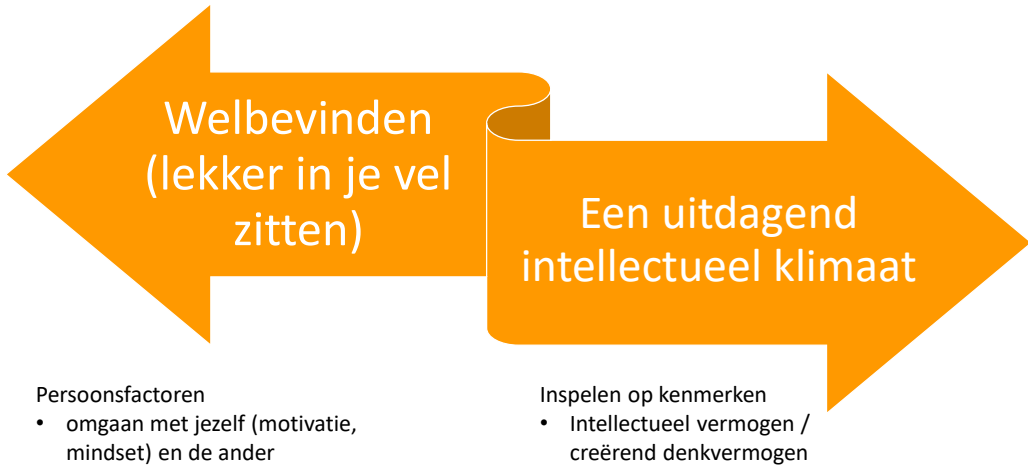 Welbevinden
(lekker in je vel
zitten)
Een uitdagend
intellectueel klimaat
Persoonsfactoren
• omgaan met jezelf (motivatie,
mindset) en de ander
Inspelen op kenmerken
• Intellectueel vermogen /
creërend denkvermogen